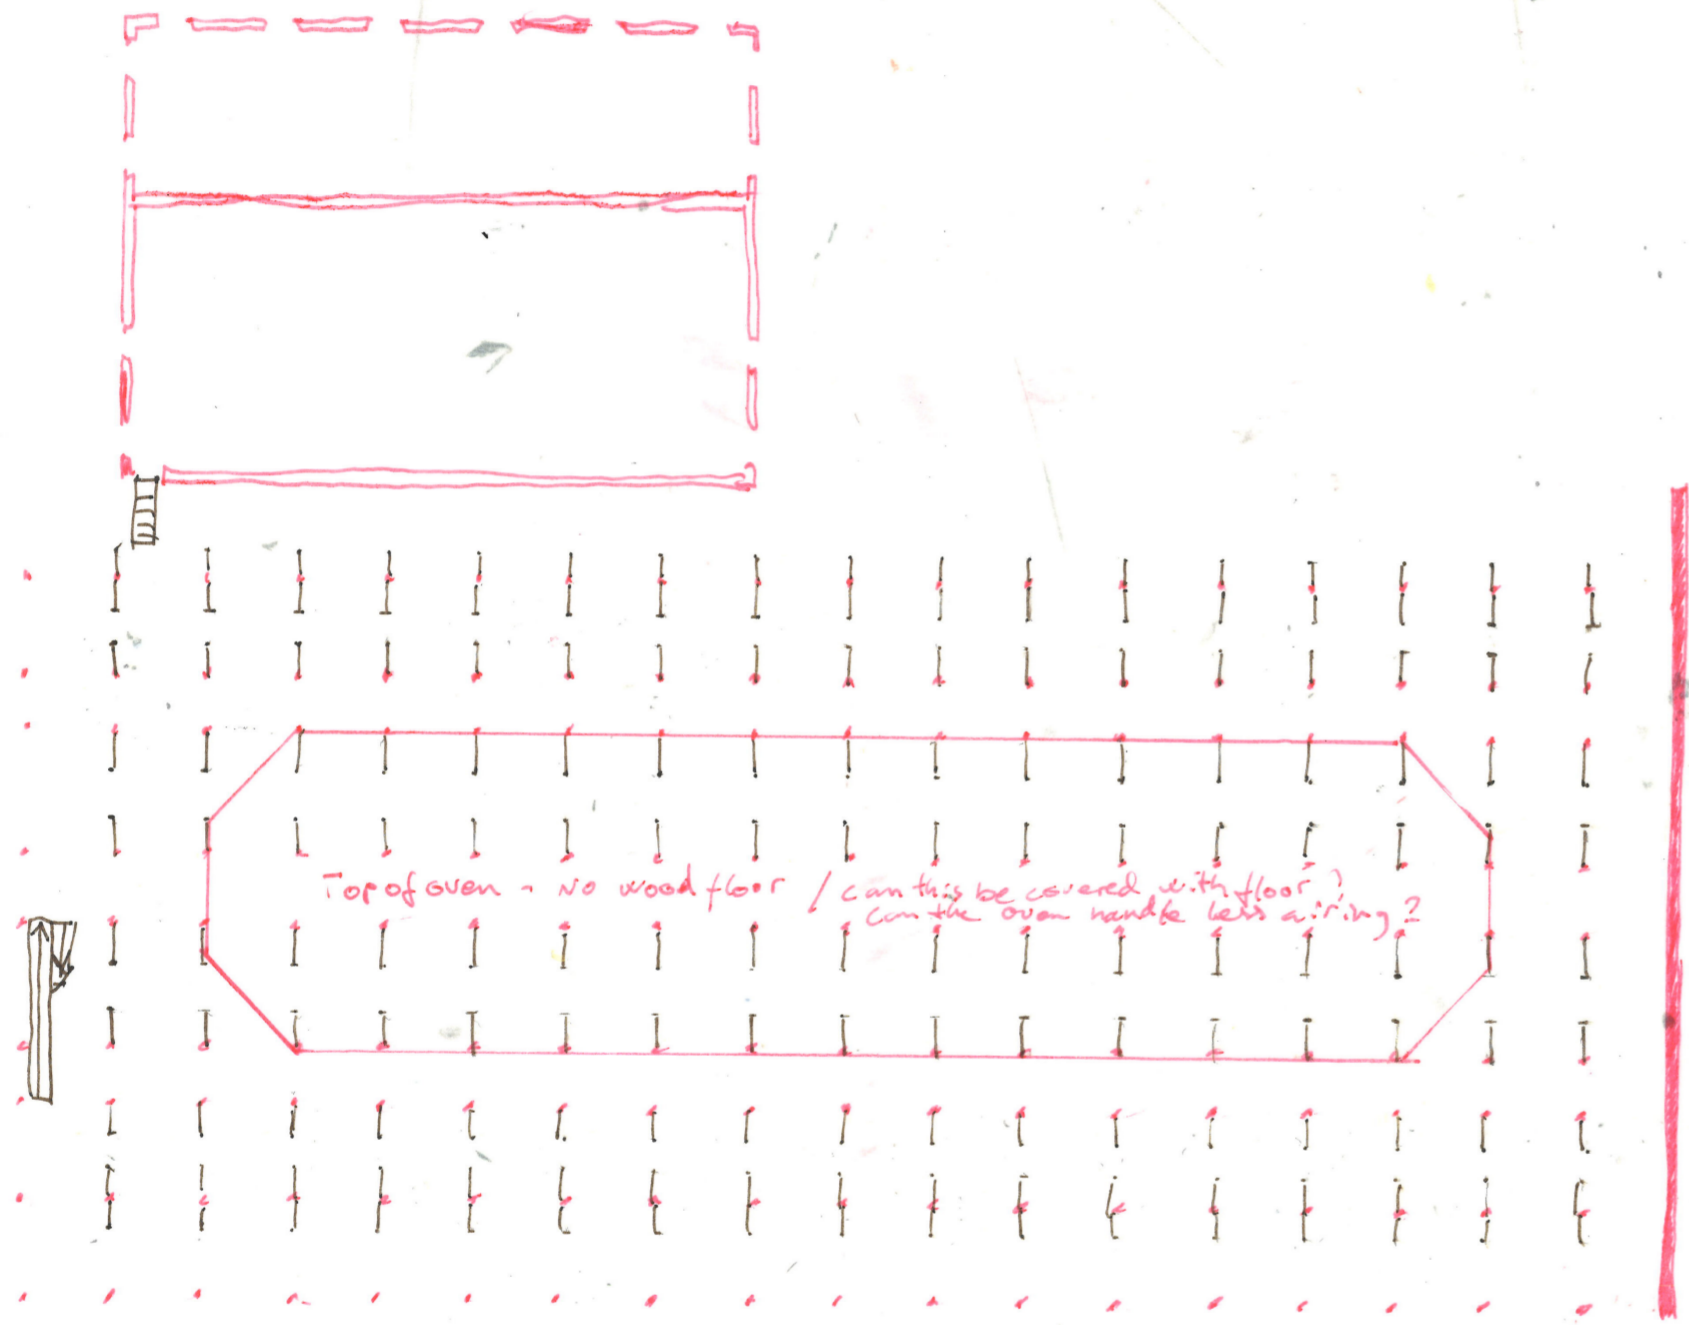 Top of oven - No wood floor / can this be covered with floor?
can the oven handle less airing?